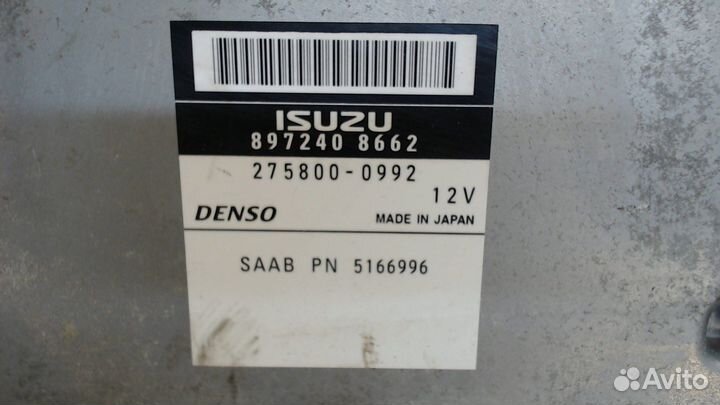 ISUZU
897240 8662
275800-0992
12V
DENSO MADE IN JAPAN
SAAB PN 5166996
Avito